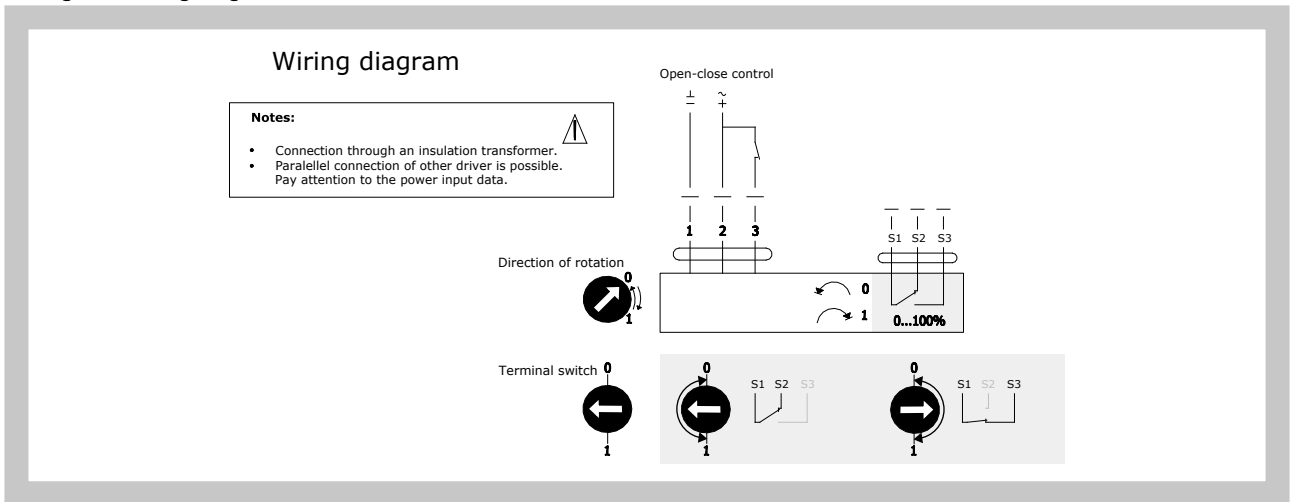 Wiring diagram
Open-close control
⊥ ~
– +
Notes:
• Connection through an insulation transformer.
• Paralellel connection of other driver is possible.
Pay attention to the power input data.
1 2 3
S1 S2 S3
Direction of rotation
0
1
0
1
0...100%
Terminal switch
0
1
0
1
S1 S2 S3
0
1
S1 S2 S3